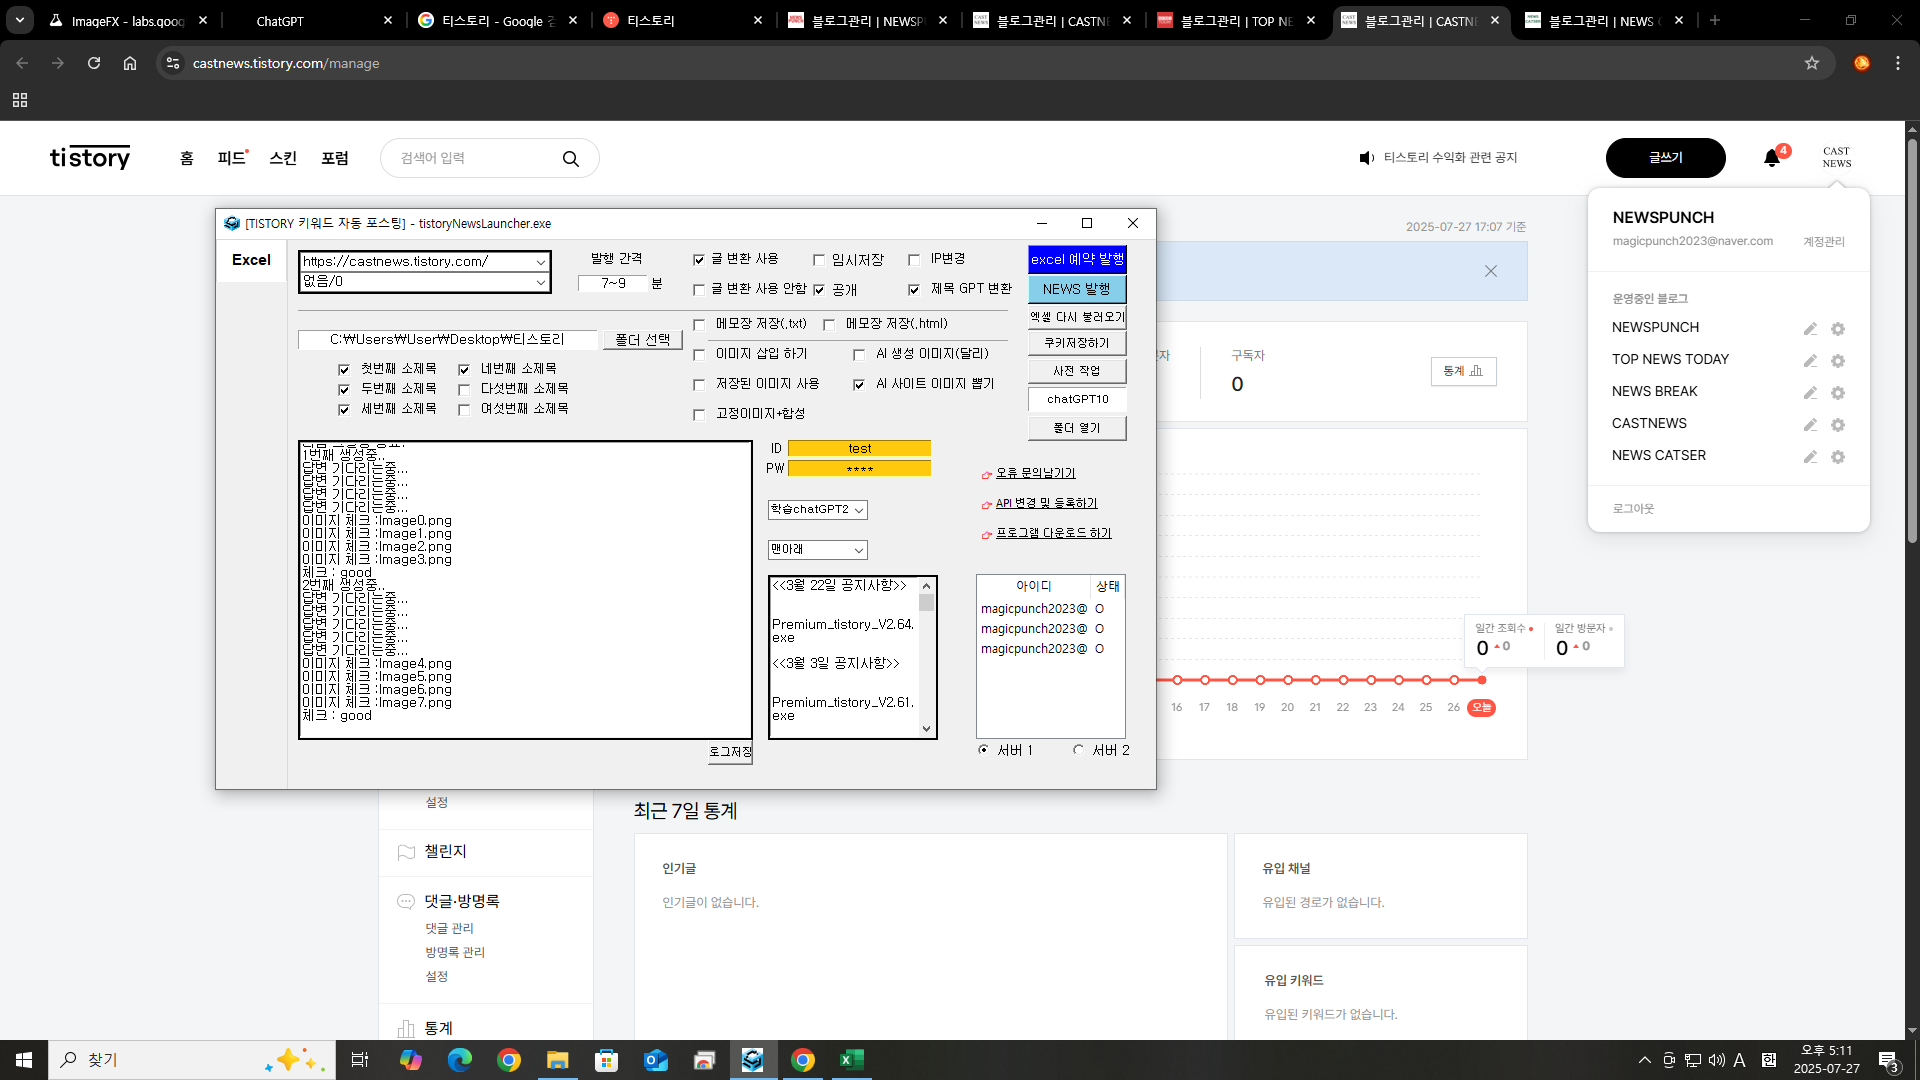 ImageFX - labs.goog
ChatGPT
티스토리 - Google 검
티스토리
블로그관리 | NEWSP
블로그관리 | CASTNE
블로그관리 | TOP NE
블로그관리 | CASTNE
블로그관리 | NEWS C
castnews.tistory.com/manage
tistory
홈 피드 스킨 포럼
검색어 입력
티스토리 수익화 관련 공지
글쓰기
4
CAST NEWS
NEWSPUNCH
magicpunch2023@naver.com 계정관리
운영중인 블로그
NEWSPUNCH
TOP NEWS TODAY
NEWS BREAK
CASTNEWS
NEWS CATSER
로그아웃
2025-07-27 17:07 기준
문자
구독자
0
통계
[TISTORY 키워드 자동 포스팅] - tistoryNewsLauncher.exe
Excel
https://castnews.tistory.com/
없음/0
발행 간격
7~9 분
글 변환 사용 임시저장 IP변경
글 변환 사용 안함 공개 제목 GPT 변환
excel 예약 발행
NEWS 발행
엑셀 다시 불러오기
쿠키저장하기
사전 작업
chatGPT10
폴더 열기
메모장 저장(.txt) 메모장 저장(.html)
C:₩Users₩User₩Desktop₩티스토리 폴더 선택
이미지 삽입 하기 AI 생성 이미지(달리)
저장된 이미지 사용 AI 사이트 이미지 뽑기
고정이미지+합성
첫번째 소제목 네번째 소제목
두번째 소제목 다섯번째 소제목
세번째 소제목 여섯번째 소제목
1번째 생성중..
답변 기다리는중...
답변 기다리는중...
답변 기다리는중...
답변 기다리는중...
이미지 체크 :Image0.png
이미지 체크 :Image1.png
이미지 체크 :Image2.png
이미지 체크 :Image3.png
체크 : good
2번째 생성중..
답변 기다리는중...
답변 기다리는중...
답변 기다리는중...
답변 기다리는중...
답변 기다리는중...
이미지 체크 :Image4.png
이미지 체크 :Image5.png
이미지 체크 :Image6.png
이미지 체크 :Image7.png
체크 : good
로그저장
ID test
PW ****
학습chatGPT2
맨아래
오류 문의남기기
API 변경 및 등록하기
프로그램 다운로드 하기
<<3월 22일 공지사항>>
Premium_tistory_V2.64.
exe
<<3월 3일 공지사항>>
Premium_tistory_V2.61.
exe
아이디 상태
magicpunch2023@ O
magicpunch2023@ O
magicpunch2023@ O
서버 1 서버 2
일간 조회수 일간 방문자
0 0 0 0
16 17 18 19 20 21 22 23 24 25 26 오늘
설정
챌린지
댓글·방명록
댓글 관리
방명록 관리
설정
통계
최근 7일 통계
인기글
인기글이 없습니다.
유입 채널
유입된 경로가 없습니다.
유입 키워드
유입된 키워드가 없습니다.
찾기
A 한
오후 5:11
2025-07-27
3